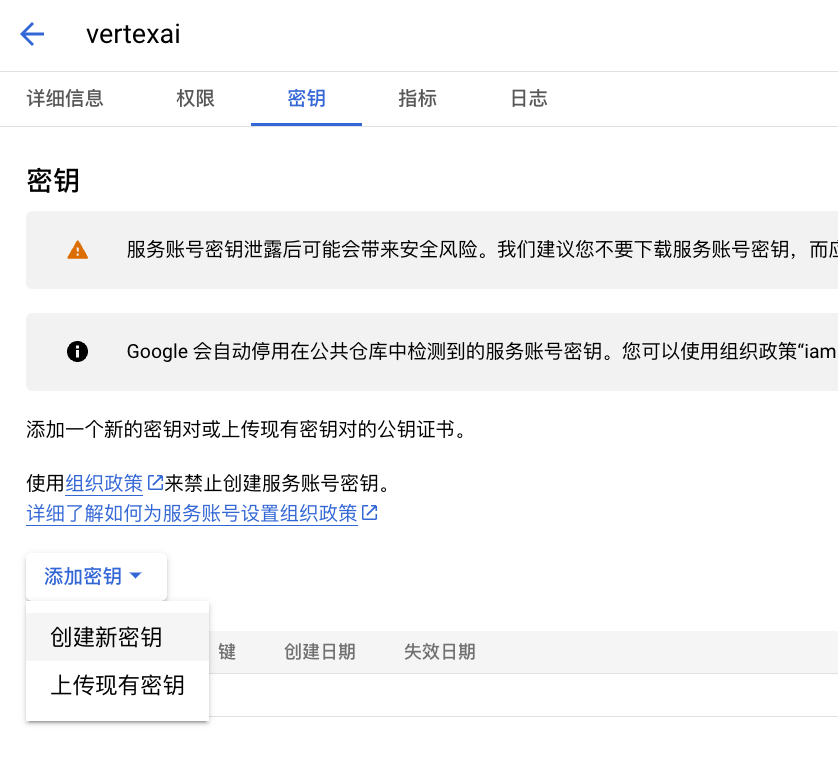 vertexai
详细信息 权限 密钥 指标 日志
密钥
服务账号密钥泄露后可能会带来安全风险。我们建议您不要下载服务账号密钥，而应
Google 会自动停用在公共仓库中检测到的服务账号密钥。您可以使用组织政策“iam
添加一个新的密钥对或上传现有密钥对的公钥证书。
使用组织政策来禁止创建服务账号密钥。
详细了解如何为服务账号设置组织政策
添加密钥
创建新密钥
键 创建日期 失效日期
上传现有密钥